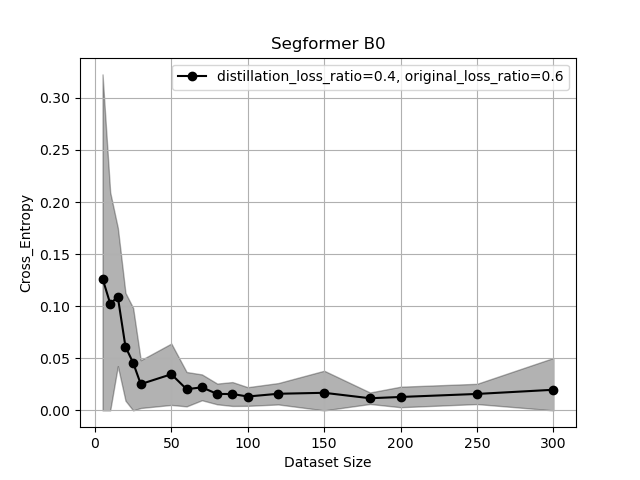 Segformer B0
distillation_loss_ratio=0.4, original_loss_ratio=0.6
0.30
0.25
0.20
0.15
0.10
0.05
0.00
Cross_Entropy
0 50 100 150 200 250 300
Dataset Size